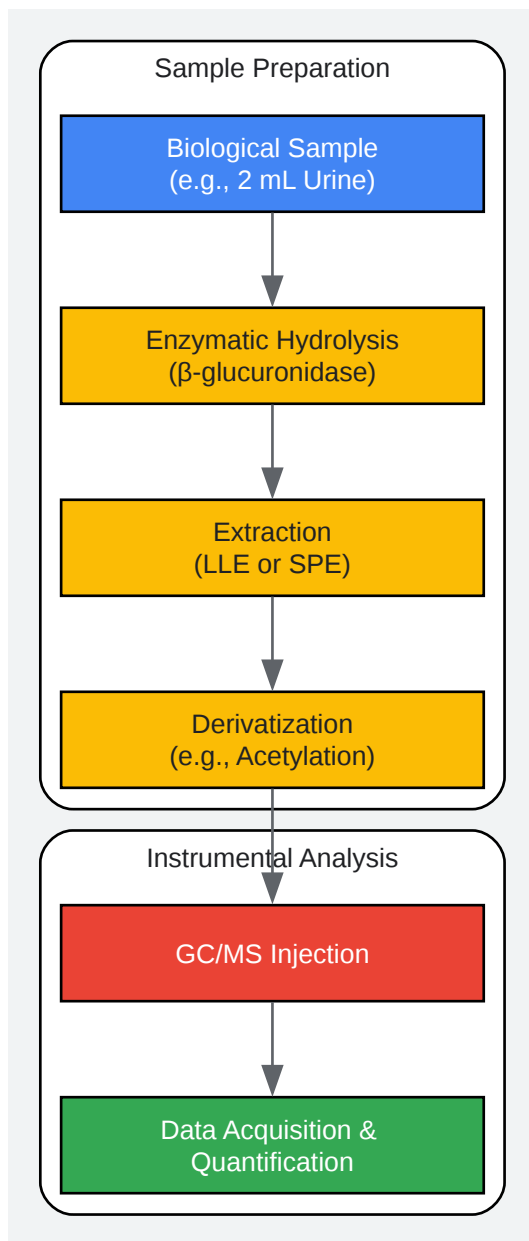 Sample Preparation
Biological Sample
(e.g., 2 mL Urine)
Enzymatic Hydrolysis
(β-glucuronidase)
Extraction
(LLE or SPE)
Derivatization
(e.g., Acetylation)
Instrumental Analysis
GC/MS Injection
Data Acquisition &
Quantification